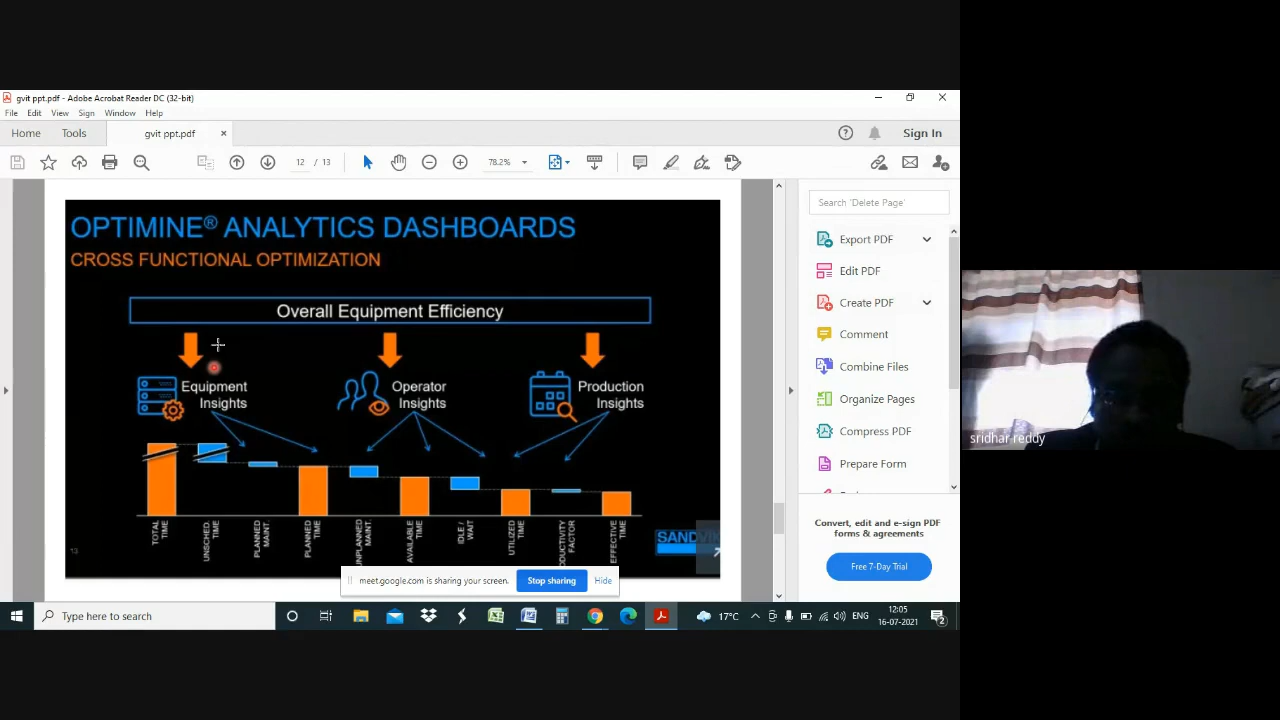 gvit ppt.pdf - Adobe Acrobat Reader DC (32-bit)
File Edit View Sign Window Help
Home Tools gvit ppt.pdf × Sign In
12 / 13 78.2%
OPTIMINE® ANALYTICS DASHBOARDS
CROSS FUNCTIONAL OPTIMIZATION
Overall Equipment Efficiency
Equipment
Insights
Operator
Insights
Production
Insights
TOTAL
TIME
UNSCHED.
TIME
PLANNED
MAINT.
PLANNED
TIME
UNPLANNED
MAINT.
AVAILABLE
TIME
IDLE /
WAIT
UTILIZED
TIME
FACTOR
EFFECTIVE
TIME
13
Search 'Delete Page'
Export PDF
Edit PDF
Create PDF
Comment
Combine Files
Organize Pages
Compress PDF
Prepare Form
Convert, edit and e-sign PDF
forms & agreements
Free 7-Day Trial
meet.google.com is sharing your screen. Stop sharing Hide
Type here to search
17°C ENG
12:05
16-07-2021
2
sridhar reddy